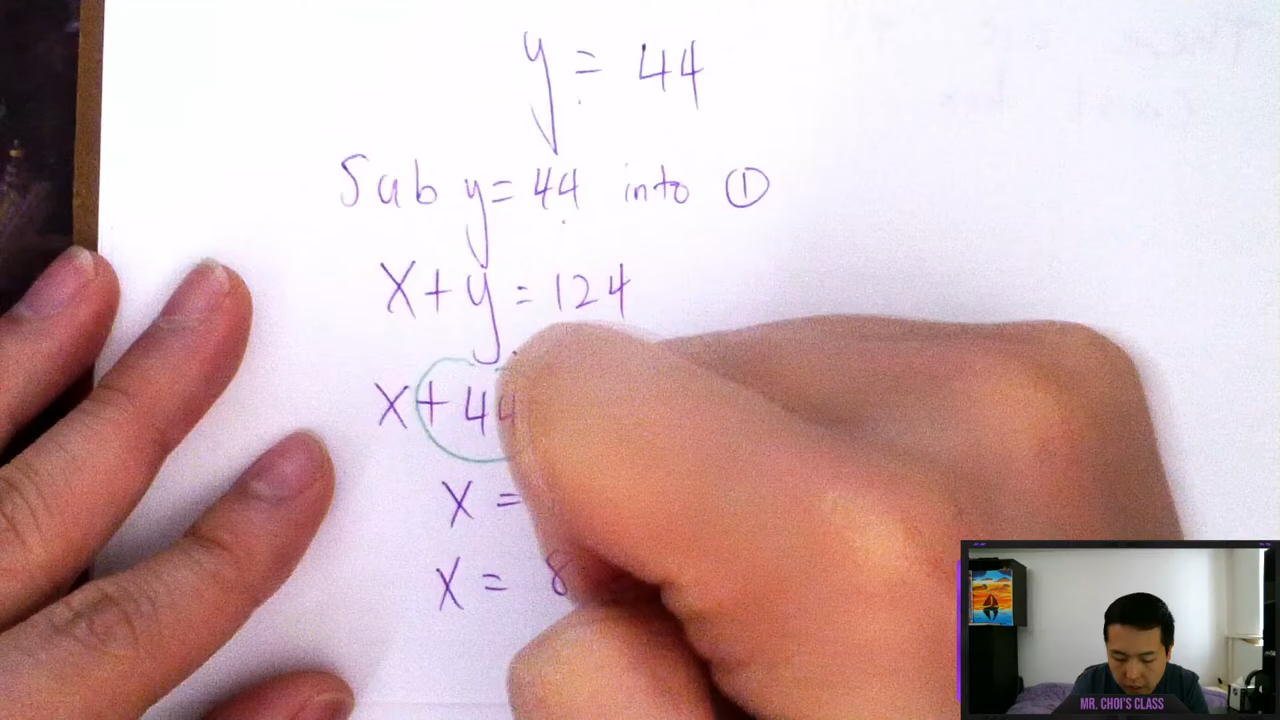 y = 44
Sub y = 44 into ①
x + y = 124
x + 44
x =
x = 8
MR. CHOI'S CLASS